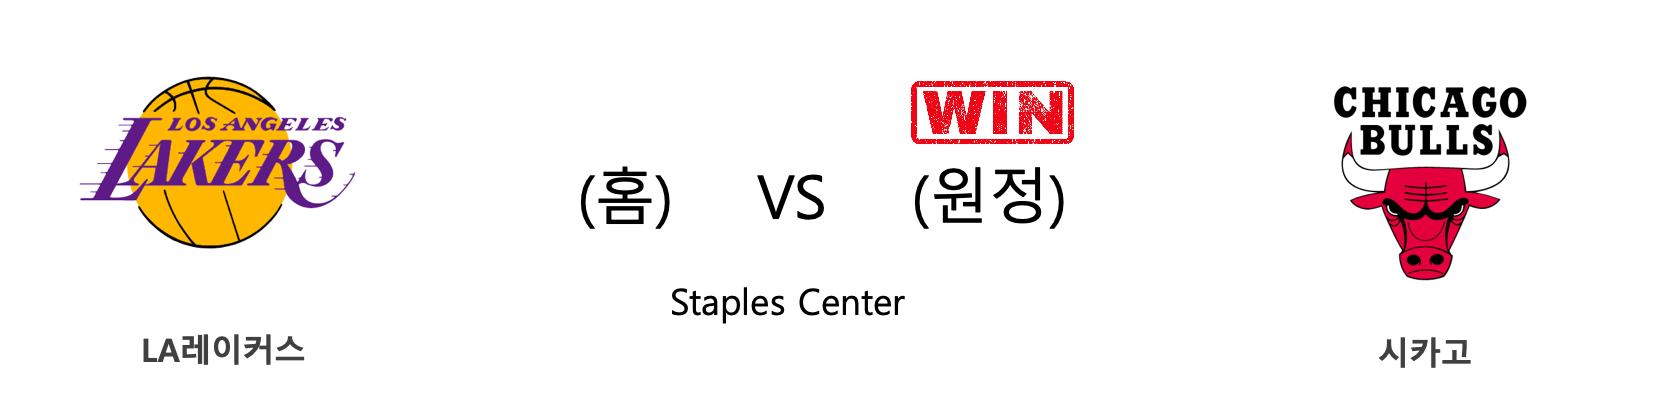 LOS ANGELES
LAKERS
LA레이커스
(홈) VS (원정)
WIN
Staples Center
CHICAGO
BULLS
시카고